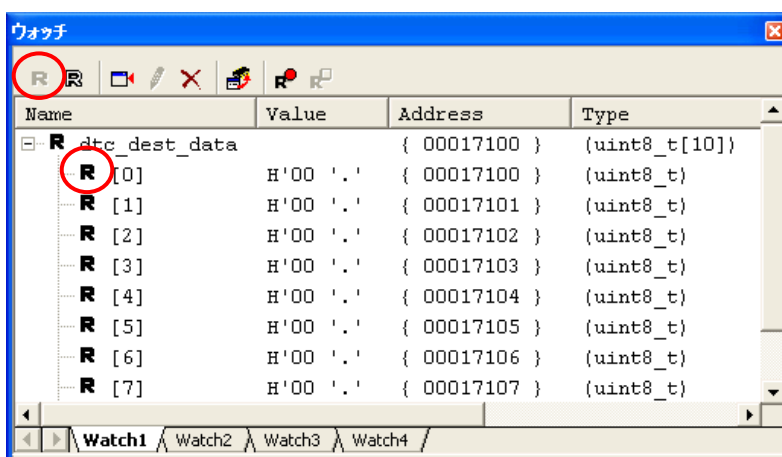 ウォッチ
R R R R
Name Value Address Type
R dtc_dest_data { 00017100 } (uint8_t[10])
R [0] H'00 '.' { 00017100 } (uint8_t)
R [1] H'00 '.' { 00017101 } (uint8_t)
R [2] H'00 '.' { 00017102 } (uint8_t)
R [3] H'00 '.' { 00017103 } (uint8_t)
R [4] H'00 '.' { 00017104 } (uint8_t)
R [5] H'00 '.' { 00017105 } (uint8_t)
R [6] H'00 '.' { 00017106 } (uint8_t)
R [7] H'00 '.' { 00017107 } (uint8_t)
Watch1 Watch2 Watch3 Watch4